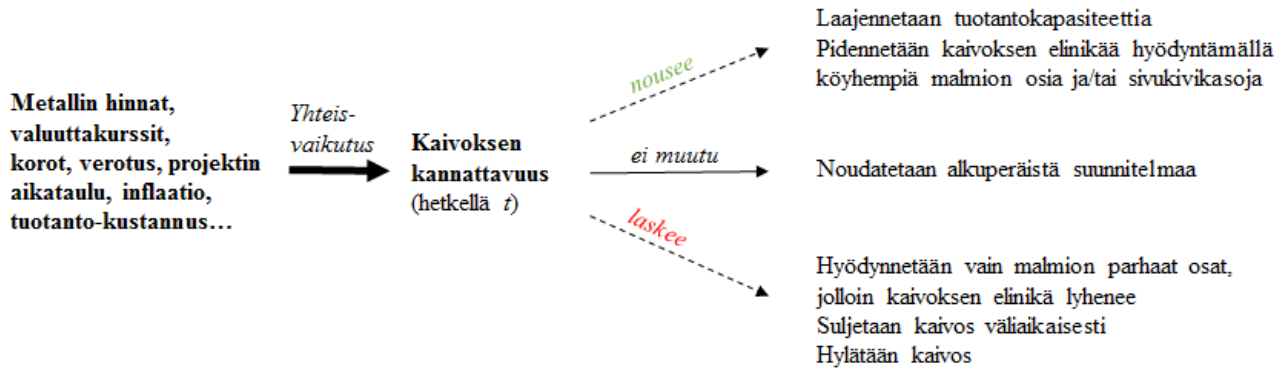 Metallin hinnat,
valuuttakurssit,
korot, verotus, projektin
aikataulu, inflaatio,
tuotanto-kustannus…
Yhteis-
vaikutus
Kaivoksen
kannattavuus
(hetkellä t)
nousee
Laajennetaan tuotantokapasiteettia
Pidennetään kaivoksen elinikää hyödyntämällä
köyhempiä malmion osia ja/tai sivukivikasoja
ei muutu
Noudatetaan alkuperäistä suunnitelmaa
laskee
Hyödynnetään vain malmion parhaat osat,
jolloin kaivoksen elinikä lyhenee
Suljetaan kaivos väliaikaisesti
Hylätään kaivos